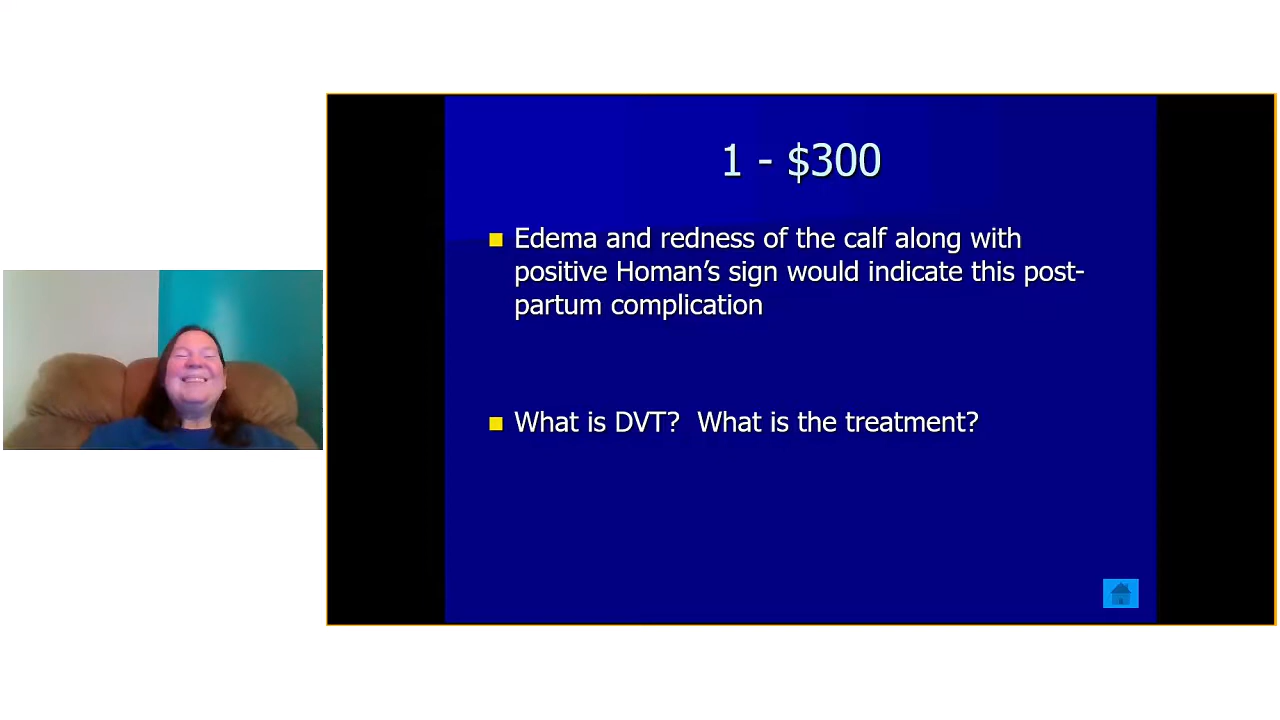 1 - $300
Edema and redness of the calf along with
positive Homan’s sign would indicate this post-
partum complication
What is DVT?  What is the treatment?